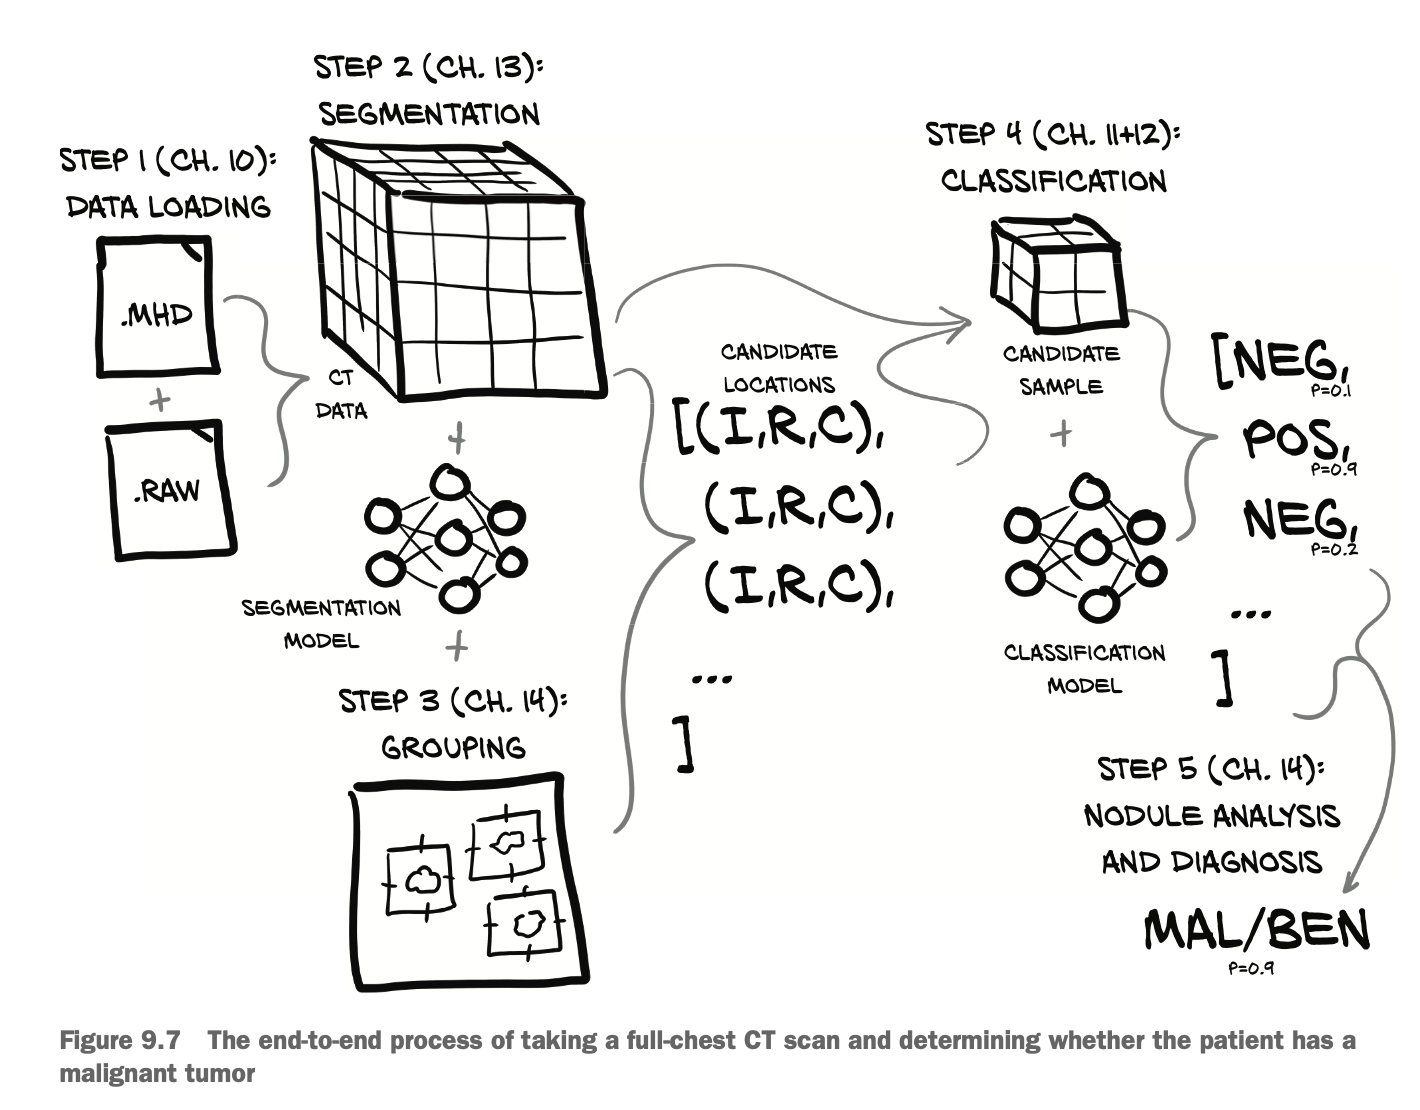 STEP 1 (CH. 10):
DATA LOADING
.MHD
+
.RAW
STEP 2 (CH. 13):
SEGMENTATION
CT
DATA
+
SEGMENTATION
MODEL
+
STEP 3 (CH. 14):
GROUPING
CANDIDATE
LOCATIONS
[(I,R,C),
(I,R,C),
(I,R,C),
...
]
STEP 4 (CH. 11+12):
CLASSIFICATION
CANDIDATE
SAMPLE
+
CLASSIFICATION
MODEL
[NEG,
P=0.1
POS,
P=0.9
NEG,
P=0.2
...
]
STEP 5 (CH. 14):
NODULE ANALYSIS
AND DIAGNOSIS
MAL/BEN
P=0.9
Figure 9.7 The end-to-end process of taking a full-chest CT scan and determining whether the patient has a
malignant tumor